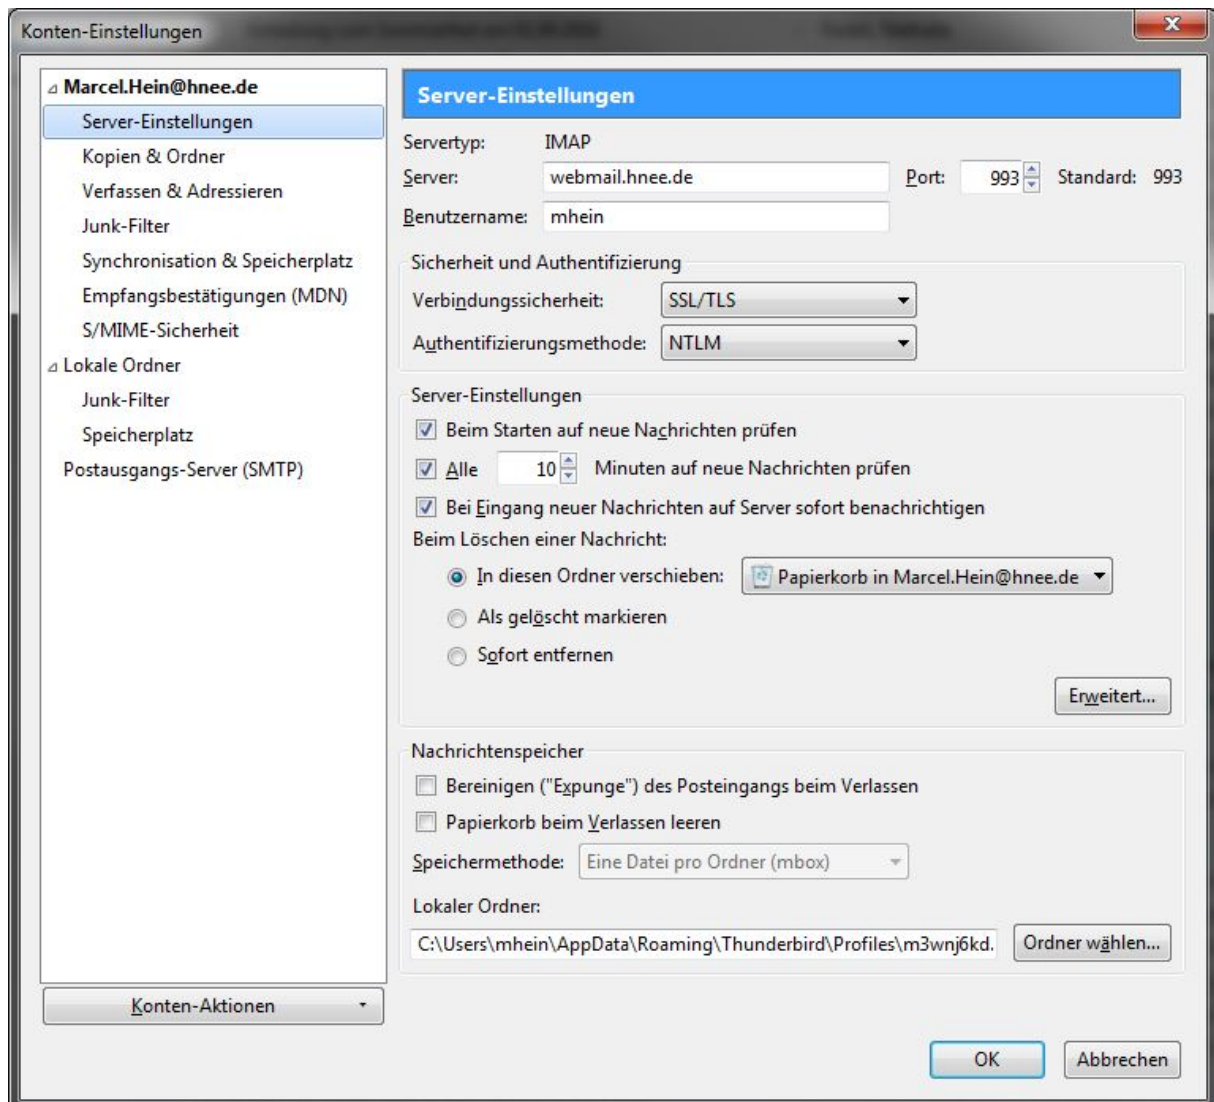 Konten-Einstellungen
Marcel.Hein@hnee.de
Server-Einstellungen
Kopien & Ordner
Verfassen & Adressieren
Junk-Filter
Synchronisation & Speicherplatz
Empfangsbestätigungen (MDN)
S/MIME-Sicherheit
Lokale Ordner
Junk-Filter
Speicherplatz
Postausgangs-Server (SMTP)
Konten-Aktionen
Server-Einstellungen
Servertyp: IMAP
Server: webmail.hnee.de Port: 993 Standard: 993
Benutzername: mhein
Sicherheit und Authentifizierung
Verbindungssicherheit: SSL/TLS
Authentifizierungsmethode: NTLM
Server-Einstellungen
Beim Starten auf neue Nachrichten prüfen
Alle 10 Minuten auf neue Nachrichten prüfen
Bei Eingang neuer Nachrichten auf Server sofort benachrichtigen
Beim Löschen einer Nachricht:
In diesen Ordner verschieben: Papierkorb in Marcel.Hein@hnee.de
Als gelöscht markieren
Sofort entfernen
Erweitert...
Nachrichtenspeicher
Bereinigen ("Expunge") des Posteingangs beim Verlassen
Papierkorb beim Verlassen leeren
Speichermethode: Eine Datei pro Ordner (mbox)
Lokaler Ordner:
C:\Users\mhein\AppData\Roaming\Thunderbird\Profiles\m3wnj6kd. Ordner wählen...
OK Abbrechen